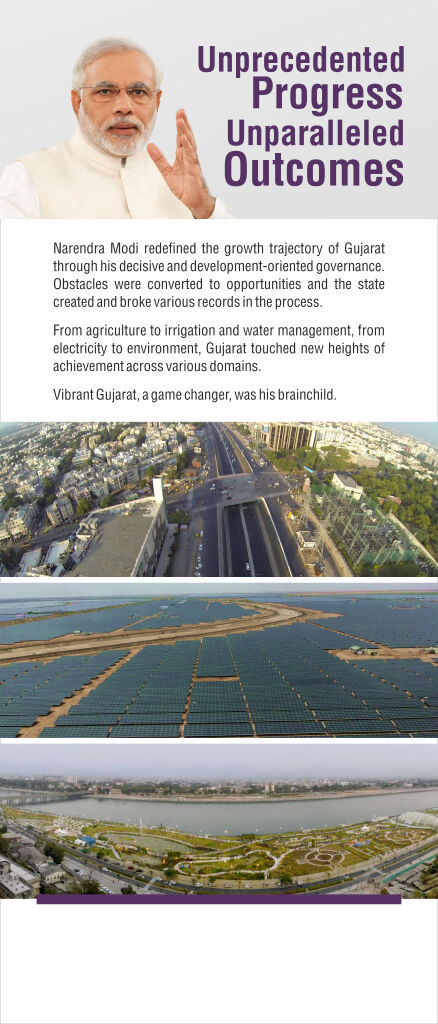 Unprecedented
Progress
Unparalleled
Outcomes
Narendra Modi redefined the growth trajectory of Gujarat
through his decisive and development-oriented governance.
Obstacles were converted to opportunities and the state
created and broke various records in the process.
From agriculture to irrigation and water management, from
electricity to environment, Gujarat touched new heights of
achievement across various domains.
Vibrant Gujarat, a game changer, was his brainchild.